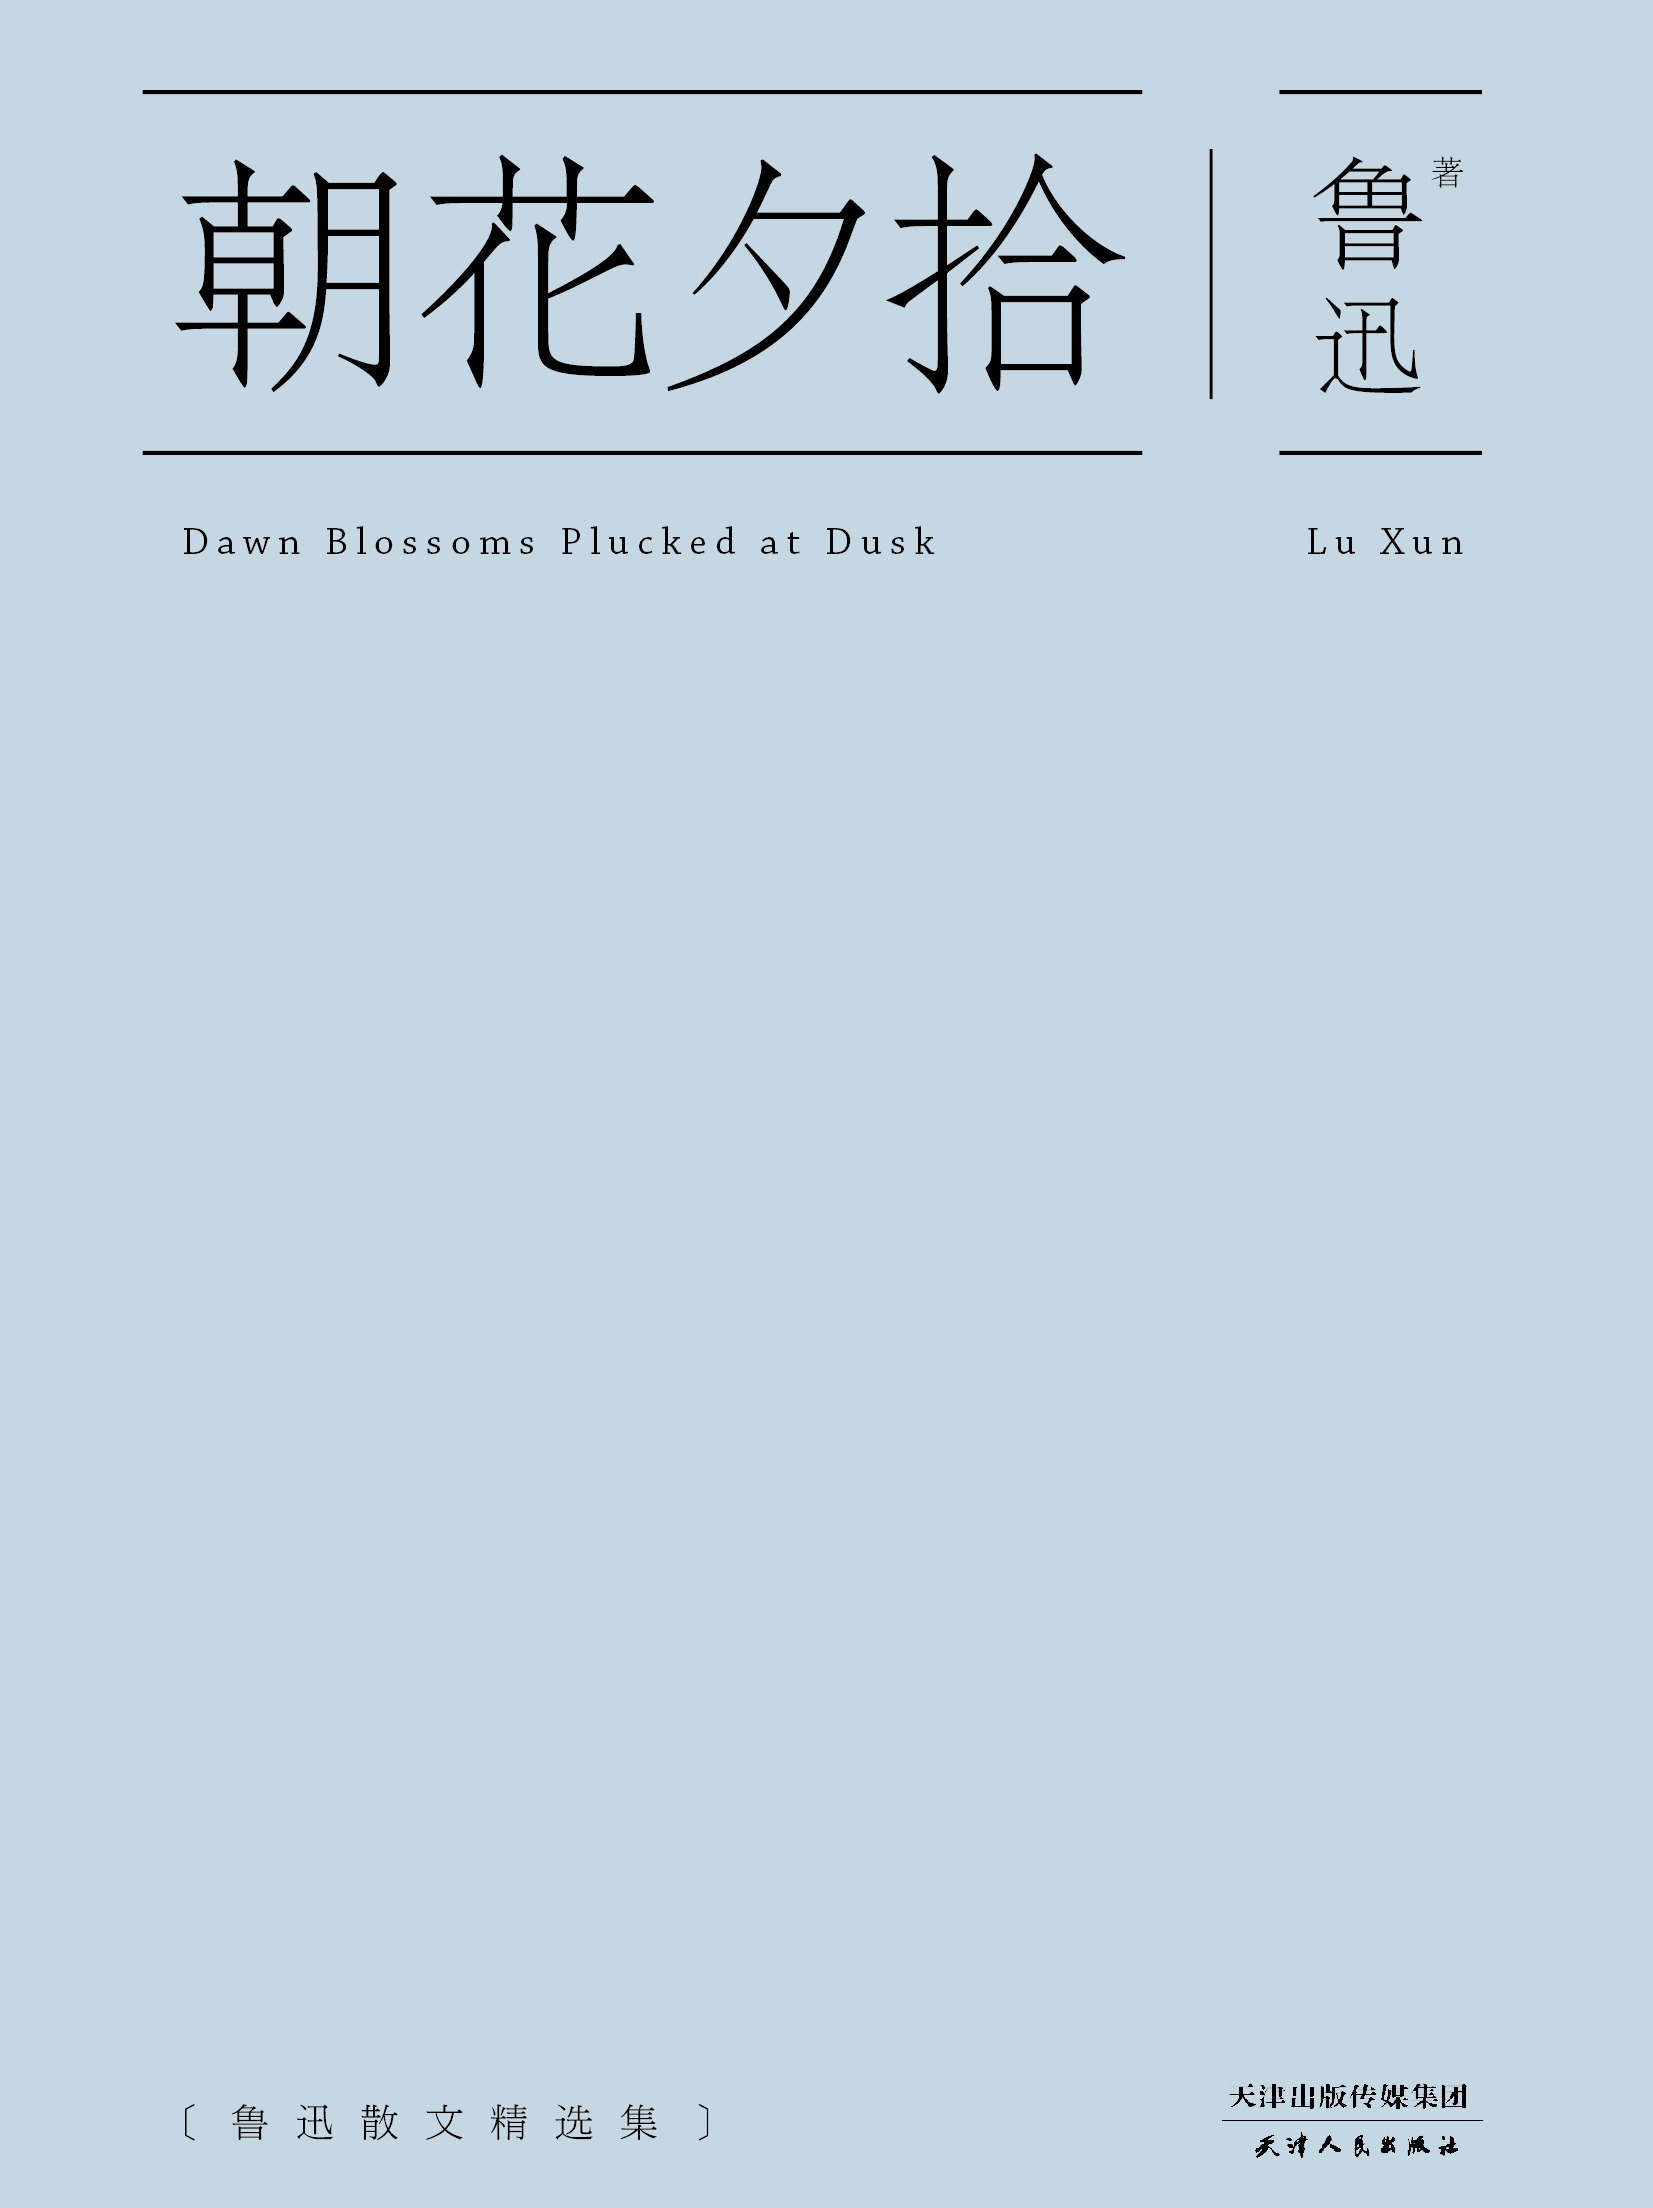 朝花夕拾
鲁迅
著
Dawn Blossoms Plucked at Dusk
Lu Xun
〔鲁迅散文精选集〕
天津出版传媒集团
天津人民出版社